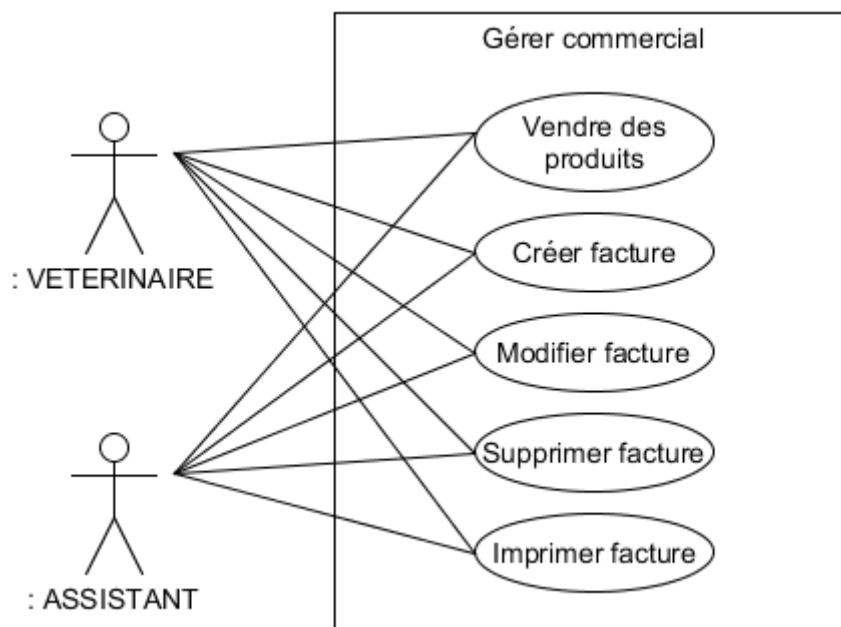 Gérer commercial
Vendre des
produits
: VETERINAIRE
Créer facture
Modifier facture
Supprimer facture
Imprimer facture
: ASSISTANT